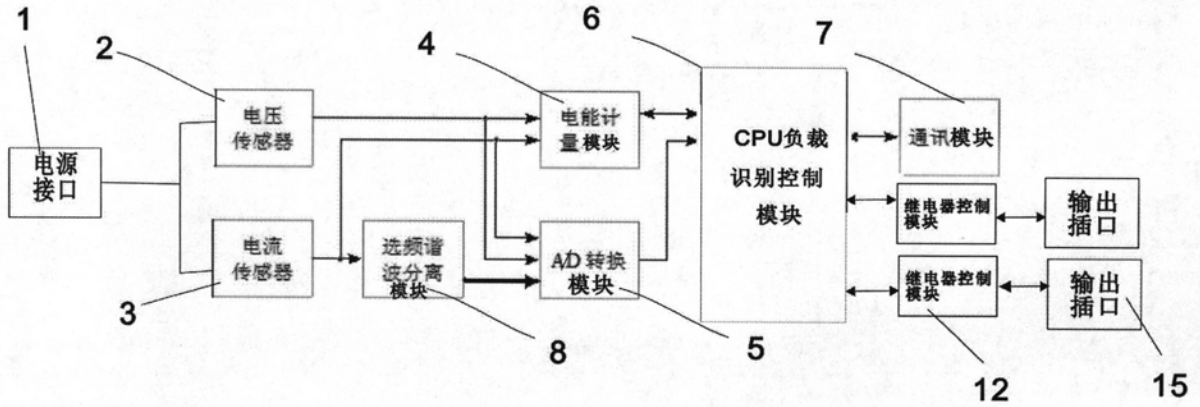 1
2
4
6
7
电压
传感器
电能计
量模块
CPU负载
识别控制
模块
通讯模块
电源
接口
继电器控制
模块
输出
插口
电流
传感器
选频谐
波分离
模块
A/D 转换
模块
继电器控制
模块
输出
插口
3
8
5
12
15